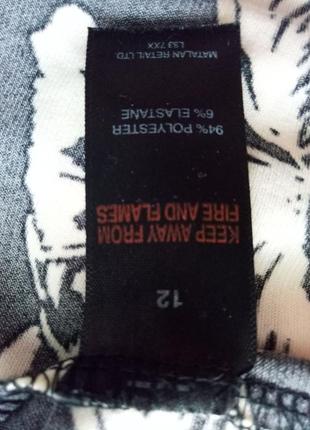 12
KEEP AWAY FROM
FIRE AND FLAMES
94% POLYESTER
6% ELASTANE
MATALAN RETAIL LTD.
L33 7XX